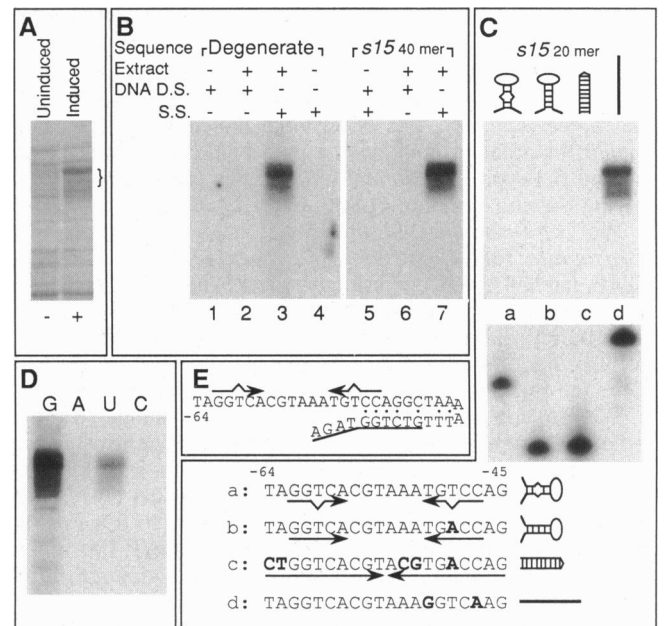 A
Uninduced
Induced
}
- +
B
Sequence Degenerate s15 40 mer
Extract - + + - - + +
DNA D.S. + + - - - + -
S.S. - - + + + - +
1 2 3 4 5 6 7
C
s15 20 mer
a b c d
D
G A U C
E
TAGGTCACGTAAATGTCCAGGCTAAA
-64
A
AGATGGTCTGTTT
-64 -45
a: TAGGTCACGTAAATGTCCAG
b: TAGGTCACGTAAATGACCAG
c: CTGGTCACGTACGTGACCAG
d: TAGGTCACGTAAAGGTCAAG